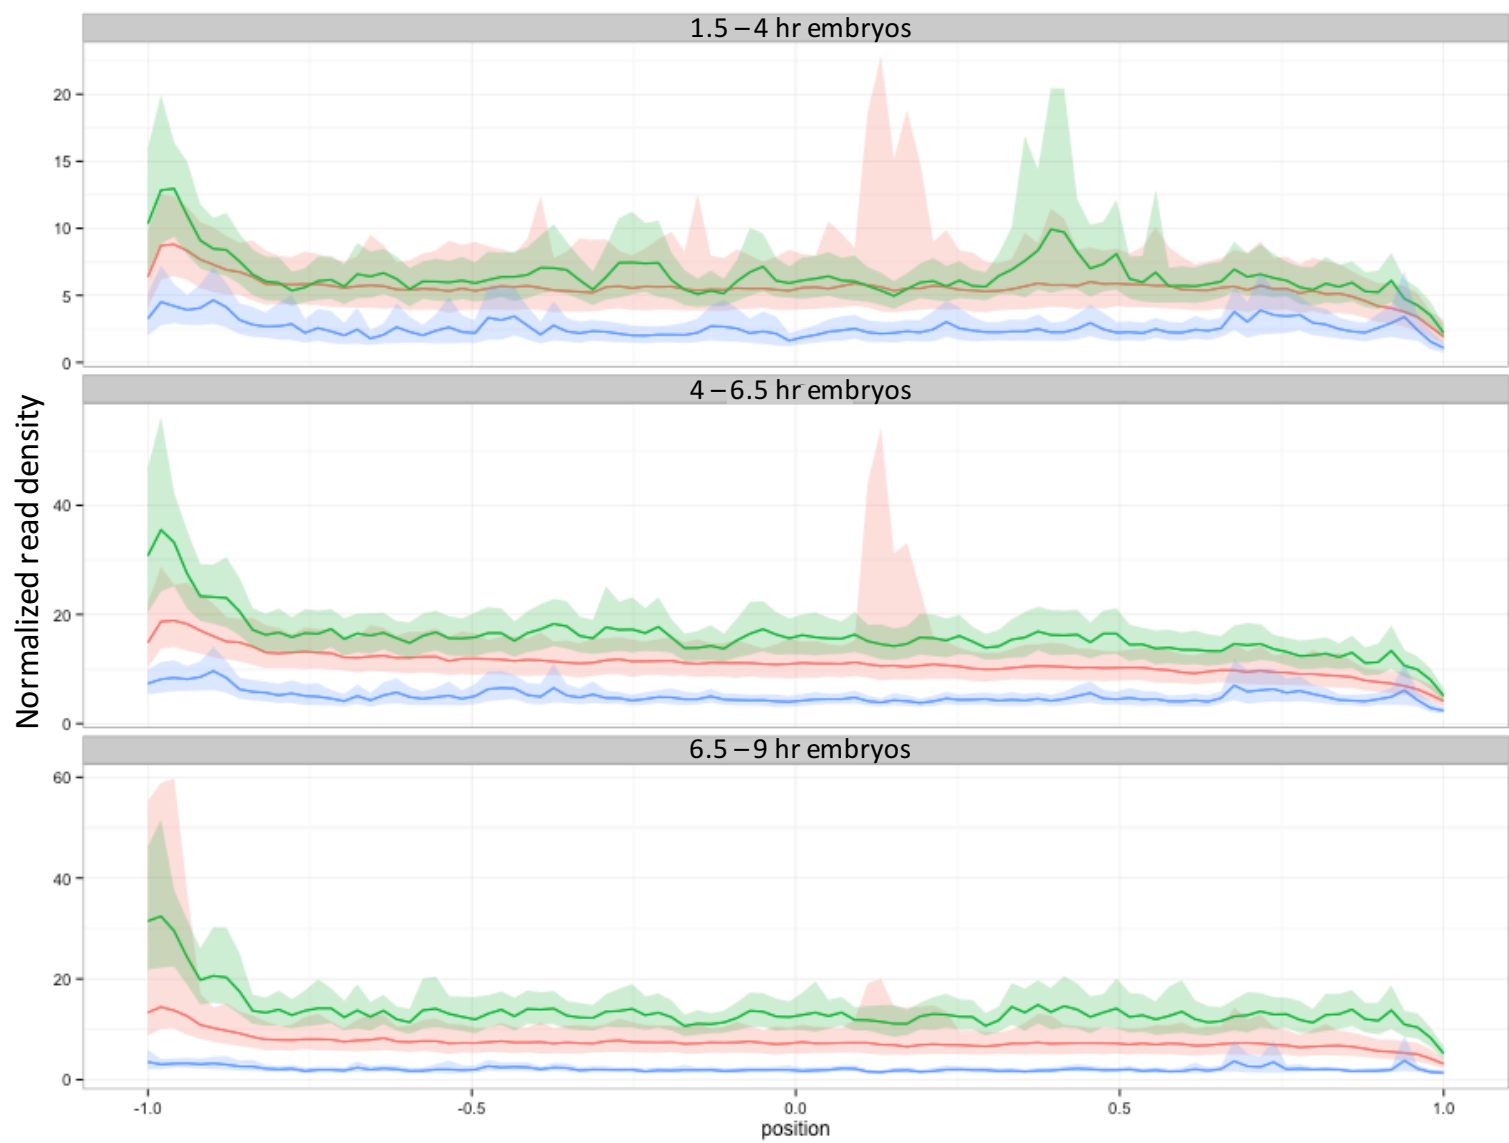 1.5 – 4 hr embryos
20
15
10
5
0
4 – 6.5 hr embryos
Normalized read density
40
20
0
6.5 – 9 hr embryos
60
40
20
0
-1.0 -0.5 0.0 0.5 1.0
position